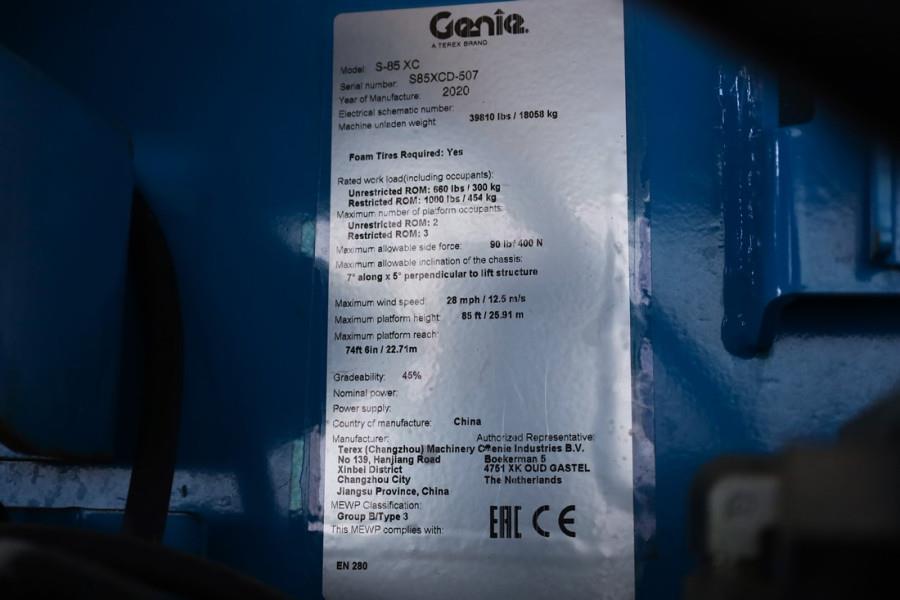 Genie
A TEREX BRAND
Model: S-85 XC
Serial number: S85XCD-507
Year of Manufacture: 2020
Electrical schematic number:
Machine unladen weight 39810 lbs / 18058 kg
Foam Tires Required: Yes
Rated work load(including occupants):
Unrestricted ROM: 660 lbs / 300 kg
Restricted ROM: 1000 lbs / 454 kg
Maximum number of platform occupants:
Unrestricted ROM: 2
Restricted ROM: 3
Maximum allowable side force: 90 lb/ 400 N
Maximum allowable inclination of the chassis:
7° along x 5° perpendicular to lift structure
Maximum wind speed: 28 mph / 12.5 m/s
Maximum platform height: 85 ft / 25.91 m
Maximum platform reach:
74ft 6in / 22.71m
Gradeability: 45%
Nominal power:
Power supply:
Country of manufacture: China
Manufacturer: Authorized Representative:
Terex (Changzhou) Machinery Industries B.V.
No 139, Hanjiang Road Boekerman 5
Xinbei District 4751 XK OUD GASTEL
Changzhou City The Netherlands
Jiangsu Province, China
MEWP Classification:
Group B/Type 3
This MEWP complies with: EAC CE
EN 280